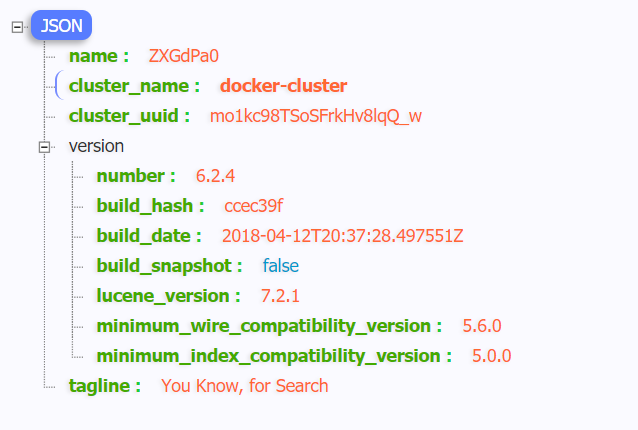 JSON
name : ZXGdPa0
cluster_name : docker-cluster
cluster_uuid : mo1kc98TSoSFrkHv8lqQ_w
version
number : 6.2.4
build_hash : ccec39f
build_date : 2018-04-12T20:37:28.497551Z
build_snapshot : false
lucene_version : 7.2.1
minimum_wire_compatibility_version : 5.6.0
minimum_index_compatibility_version : 5.0.0
tagline : You Know, for Search